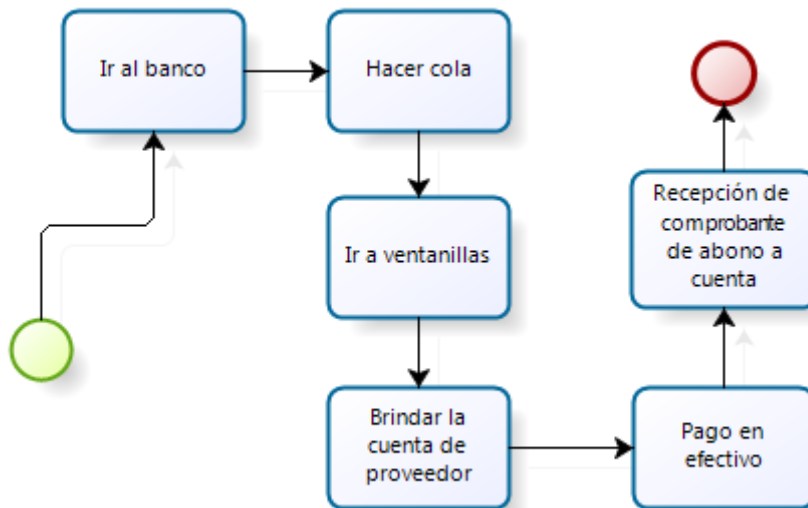 Ir al banco
Hacer cola
Ir a ventanillas
Brindar la
cuenta de
proveedor
Pago en
efectivo
Recepción de
comprobante
de abono a
cuenta